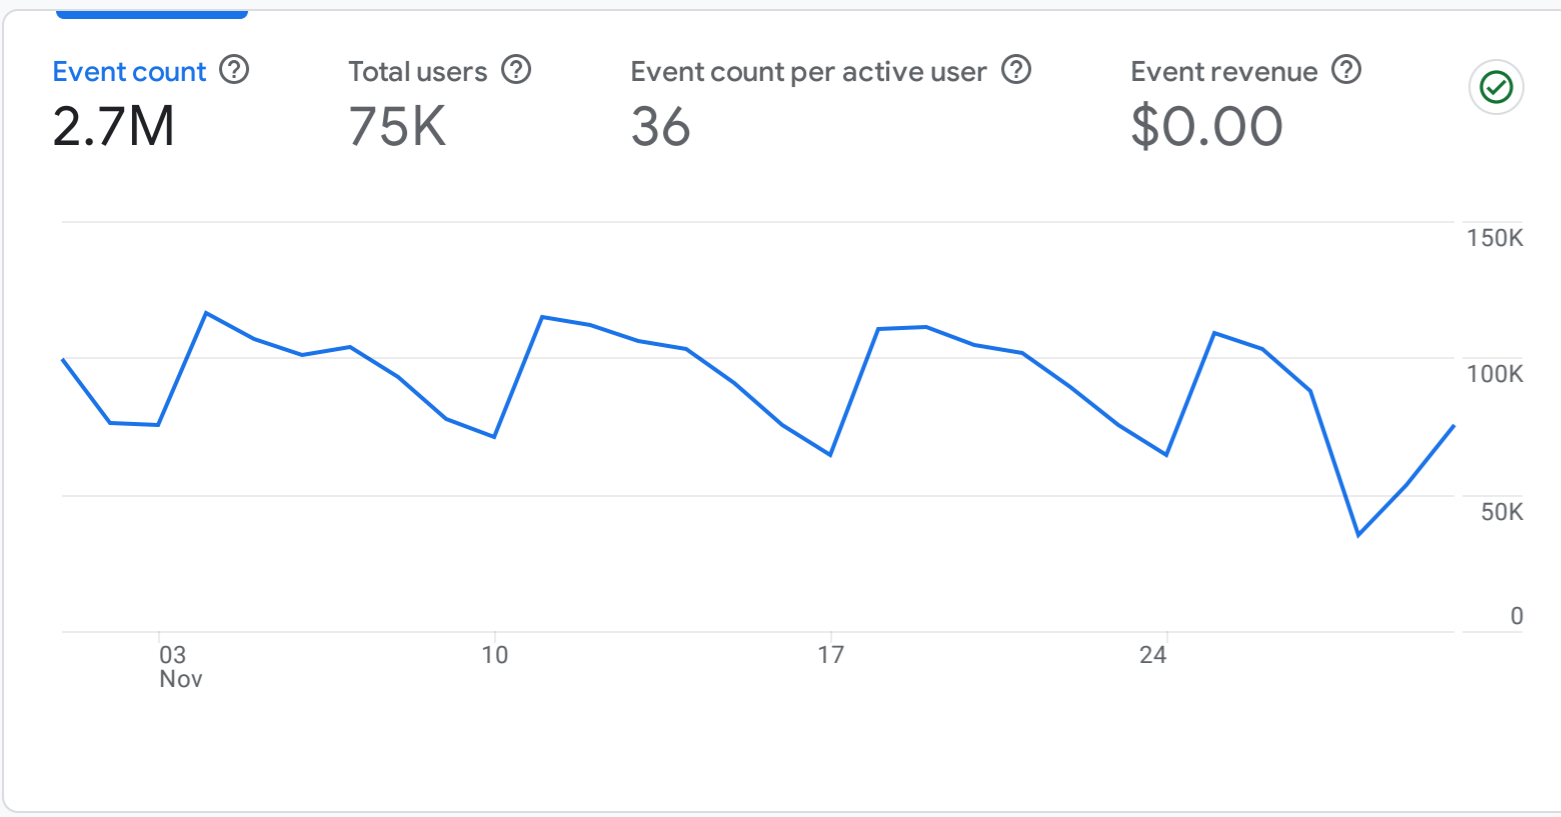 Event count
2.7M
Total users
75K
Event count per active user
36
Event revenue
$0.00
150K
100K
50K
0
03
Nov
10
17
24